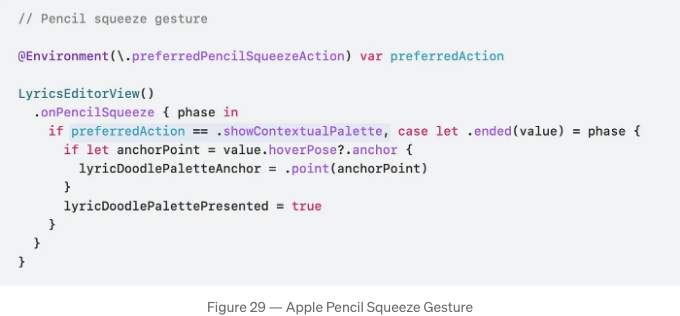 // Pencil squeeze gesture
@Environment(\.preferredPencilSqueezeAction) var preferredAction
LyricsEditorView()
.onPencilSqueeze { phase in
if preferredAction == .showContextualPalette, case let .ended(value) = phase {
if let anchorPoint = value.hoverPose?.anchor {
lyricDoodlePaletteAnchor = .point(anchorPoint)
}
lyricDoodlePalettePresented = true
}
}
}
Figure 29 — Apple Pencil Squeeze Gesture